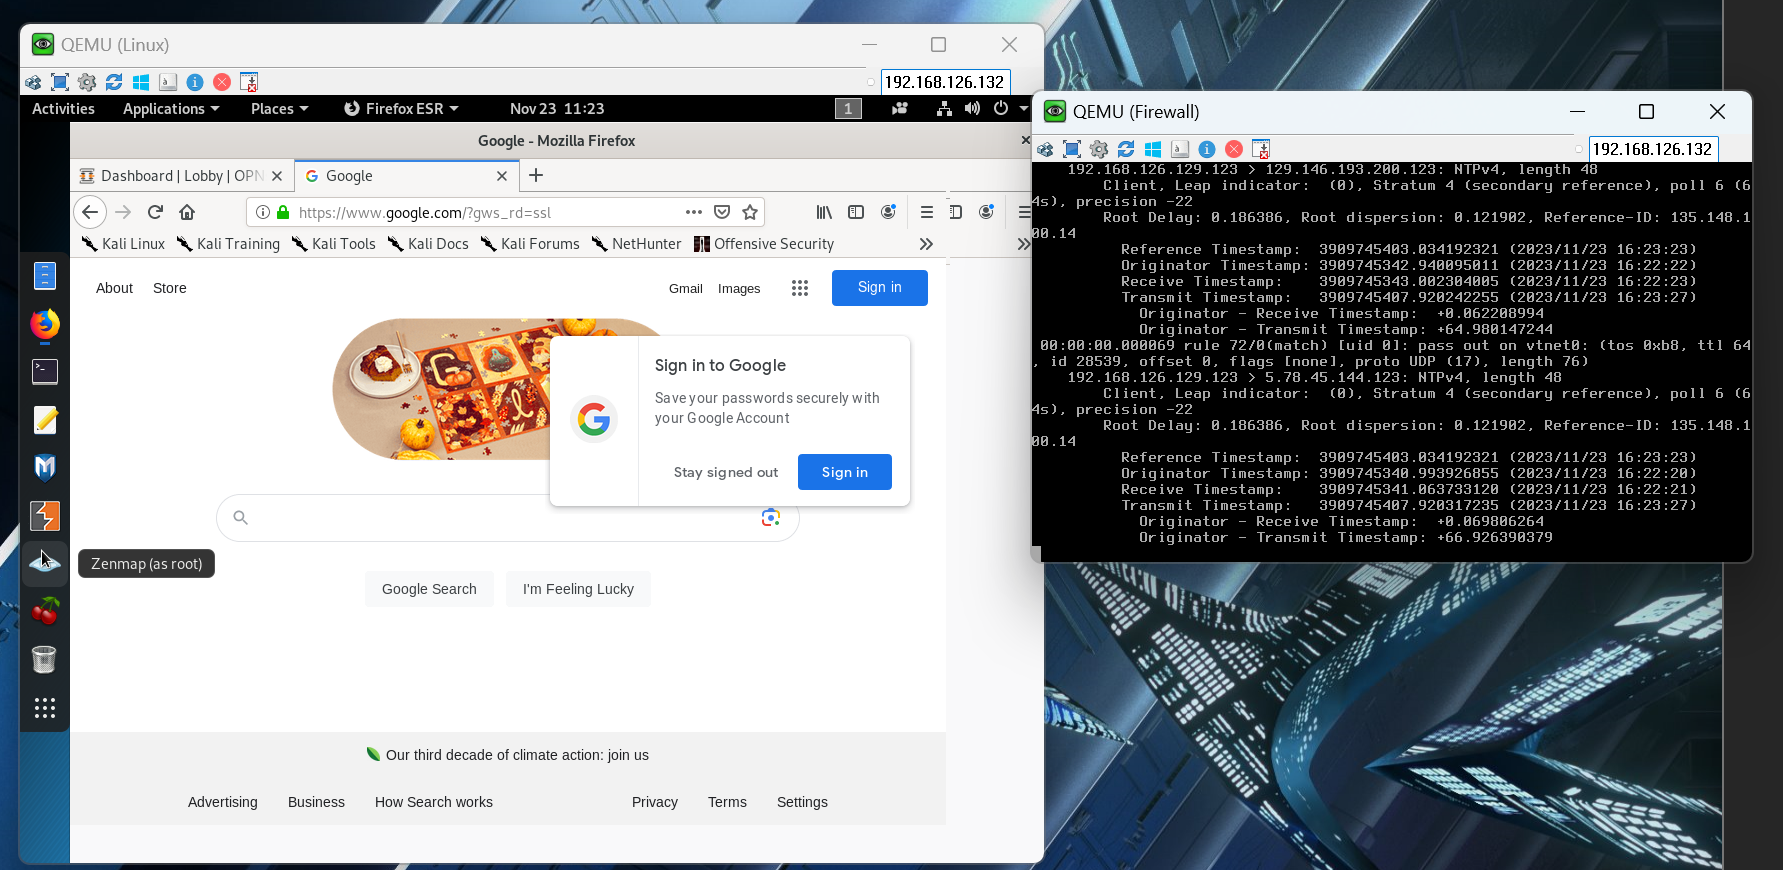 QEMU (Linux)
192.168.126.132
Activities Applications Places Firefox ESR Nov 23 11:23 1
Google - Mozilla Firefox
Dashboard | Lobby | OPN Google
https://www.google.com/?gws_rd=ssl
Kali Linux Kali Training Kali Tools Kali Docs Kali Forums NetHunter Offensive Security
About Store Gmail Images Sign in
Sign in to Google
Save your passwords securely with
your Google Account
Stay signed out Sign in
Zenmap (as root)
Google Search I'm Feeling Lucky
Our third decade of climate action: join us
Advertising Business How Search works Privacy Terms Settings
QEMU (Firewall)
192.168.126.132
192.168.126.129.123 > 129.146.193.200.123: NTPv4, length 48
Client, Leap indicator:  (0), Stratum 4 (secondary reference), poll 6 (6
4s), precision -22
Root Delay: 0.186386, Root dispersion: 0.121902, Reference-ID: 135.148.1
00.14
Reference Timestamp:  3909745403.034192321 (2023/11/23 16:23:23)
Originator Timestamp: 3909745342.940095011 (2023/11/23 16:22:22)
Receive Timestamp:    3909745343.002304005 (2023/11/23 16:22:23)
Transmit Timestamp:   3909745407.920242255 (2023/11/23 16:23:27)
Originator - Receive Timestamp:  +0.062208994
Originator - Transmit Timestamp: +64.980147244
00:00:00.000069 rule 72/0(match) [uid 0]: pass out on vtnet0: (tos 0xb8, ttl 64
, id 28539, offset 0, flags [none], proto UDP (17), length 76)
192.168.126.129.123 > 5.78.45.144.123: NTPv4, length 48
Client, Leap indicator:  (0), Stratum 4 (secondary reference), poll 6 (6
4s), precision -22
Root Delay: 0.186386, Root dispersion: 0.121902, Reference-ID: 135.148.1
00.14
Reference Timestamp:  3909745403.034192321 (2023/11/23 16:23:23)
Originator Timestamp: 3909745340.993926855 (2023/11/23 16:22:20)
Receive Timestamp:    3909745341.063733120 (2023/11/23 16:22:21)
Transmit Timestamp:   3909745407.920317235 (2023/11/23 16:23:27)
Originator - Receive Timestamp:  +0.069806264
Originator - Transmit Timestamp: +66.926390379